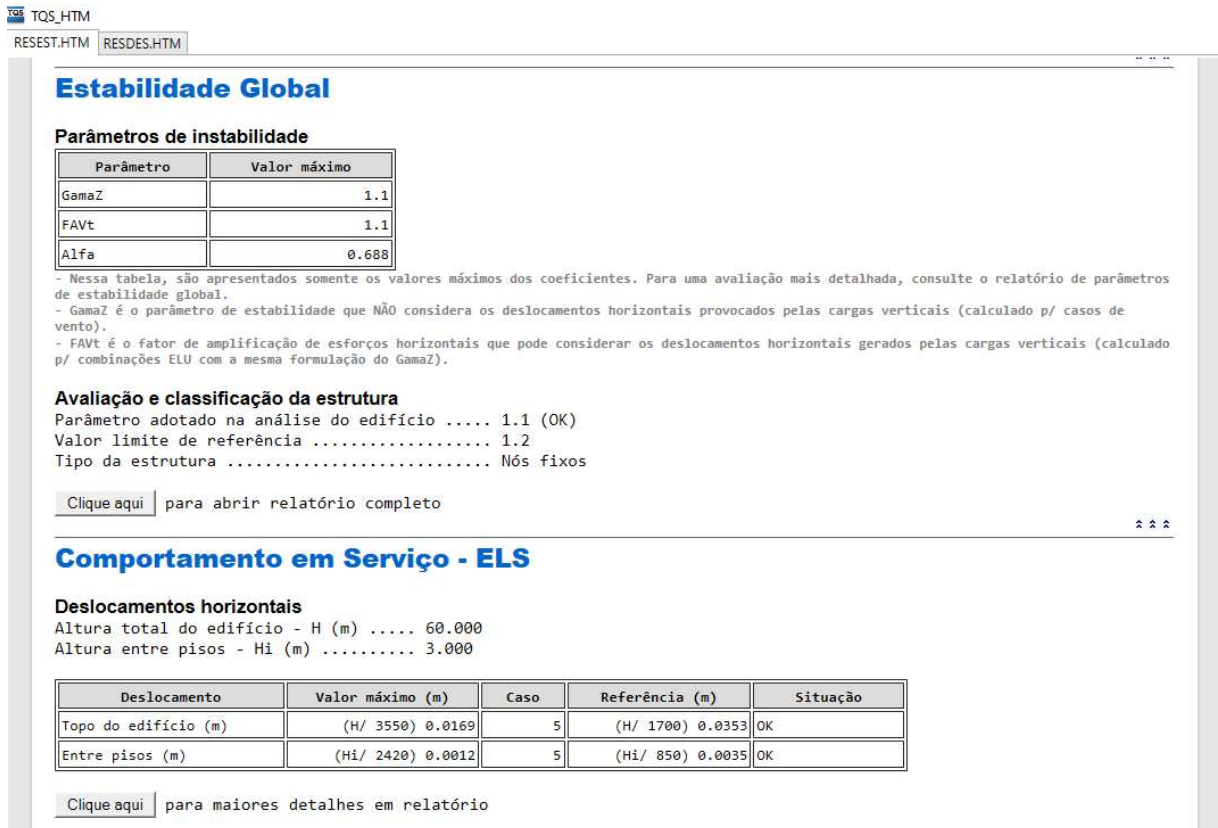 TQS TQS_HTM
RESEST.HTM RESDES.HTM
Estabilidade Global
Parâmetros de instabilidade
Parâmetro Valor máximo
GamaZ 1.1
FAVt 1.1
Alfa 0.688
- Nessa tabela, são apresentados somente os valores máximos dos coeficientes. Para uma avaliação mais detalhada, consulte o relatório de parâmetros
de estabilidade global.
- GamaZ é o parâmetro de estabilidade que NÃO considera os deslocamentos horizontais provocados pelas cargas verticais (calculado p/ casos de
vento).
- FAVt é o fator de amplificação de esforços horizontais que pode considerar os deslocamentos horizontais gerados pelas cargas verticais (calculado
p/ combinações ELU com a mesma formulação do GamaZ).
Avaliação e classificação da estrutura
Parâmetro adotado na análise do edifício ..... 1.1 (OK)
Valor limite de referência ................... 1.2
Tipo da estrutura ............................ Nós fixos
Clique aqui para abrir relatório completo
Comportamento em Serviço - ELS
Deslocamentos horizontais
Altura total do edifício - H (m) ..... 60.000
Altura entre pisos - Hi (m) .......... 3.000
Deslocamento Valor máximo (m) Caso Referência (m) Situação
Topo do edifício (m) (H/ 3550) 0.0169 5 (H/ 1700) 0.0353 OK
Entre pisos (m) (Hi/ 2420) 0.0012 5 (Hi/ 850) 0.0035 OK
Clique aqui para maiores detalhes em relatório